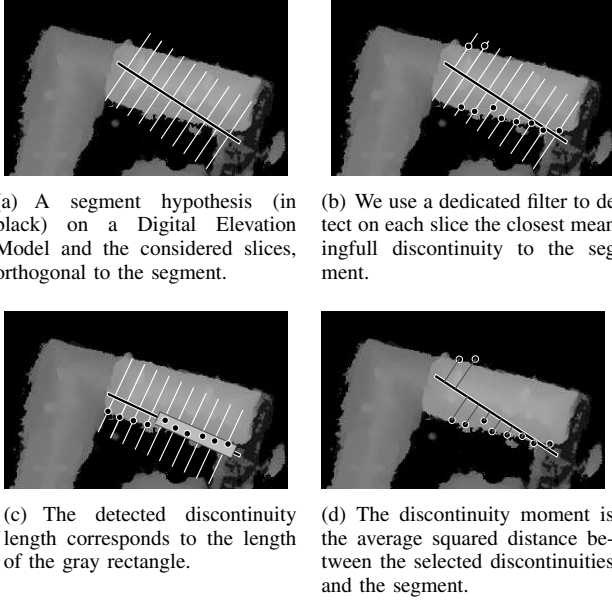 (a) A segment hypothesis (in
black) on a Digital Elevation
Model and the considered slices,
orthogonal to the segment.
(b) We use a dedicated filter to de-
tect on each slice the closest mean-
ingfull discontinuity to the seg-
ment.
(c) The detected discontinuity
length corresponds to the length
of the gray rectangle.
(d) The discontinuity moment is
the average squared distance be-
tween the selected discontinuities
and the segment.